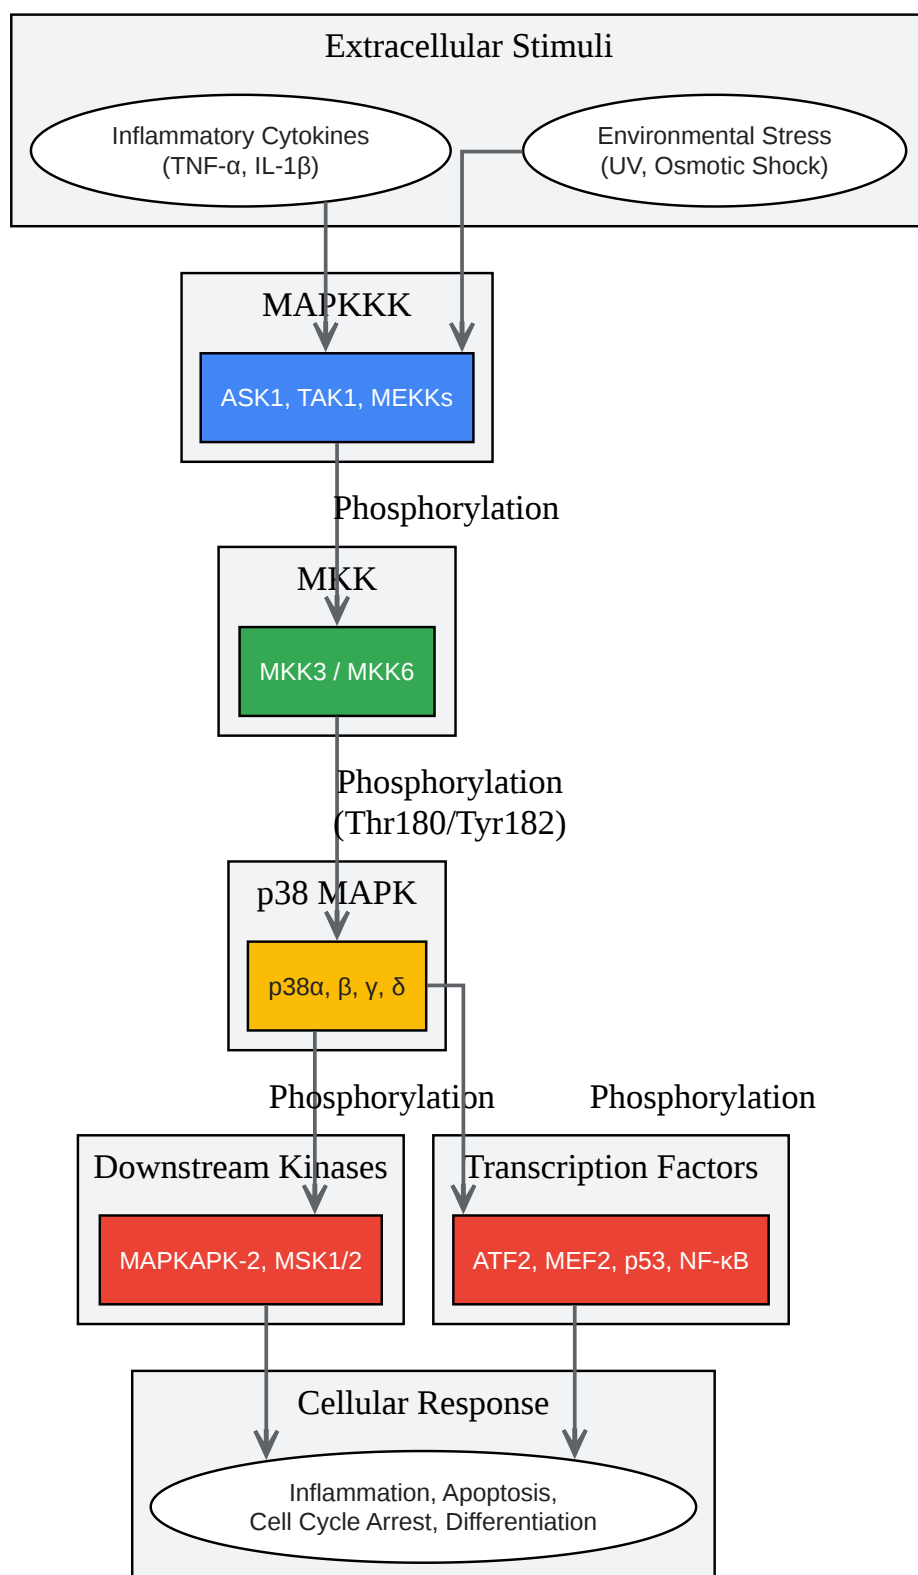 Extracellular Stimuli
Inflammatory Cytokines
(TNF-α, IL-1β)
Environmental Stress
(UV, Osmotic Shock)
MAPKKK
ASK1, TAK1, MEKKs
Phosphorylation
MKK
MKK3 / MKK6
Phosphorylation
(Thr180/Tyr182)
p38 MAPK
p38α, β, γ, δ
Phosphorylation
Phosphorylation
Downstream Kinases
MAPKAPK-2, MSK1/2
Transcription Factors
ATF2, MEF2, p53, NF-κB
Cellular Response
Inflammation, Apoptosis,
Cell Cycle Arrest, Differentiation